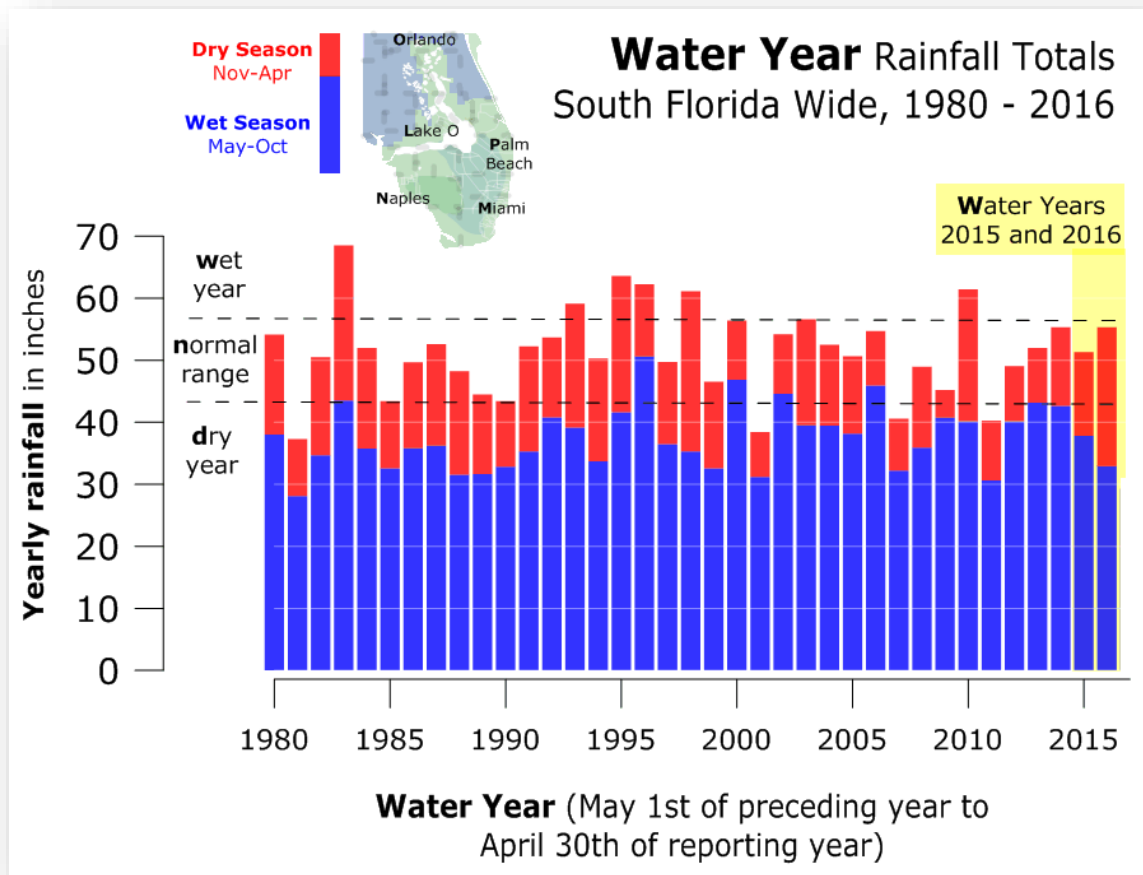 Dry Season
Nov-Apr
Wet Season
May-Oct
Orlando
Lake O
Palm
Beach
Naples
Miami
Water Year Rainfall Totals
South Florida Wide, 1980 - 2016
Water Years
2015 and 2016
wet
year
normal
range
dry
year
Yearly rainfall in inches
70
60
50
40
30
20
10
0
1980 1985 1990 1995 2000 2005 2010 2015
Water Year (May 1st of preceding year to
April 30th of reporting year)